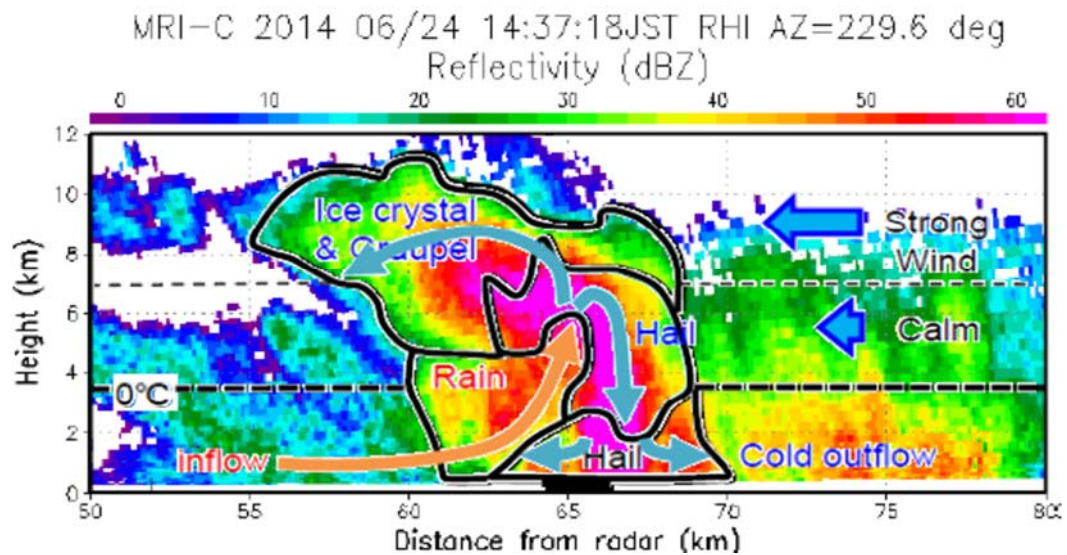 MRI-C 2014 06/24 14:37:18JST RHI AZ=229.6 deg
Reflectivity (dBZ)
0 10 20 30 40 50 60
12
10
8
6
4
2
0
Height (km)
Ice crystal
& Graupel
Strong
Wind
Calm
Hail
Rain
0°C
inflow
Hail
Cold outflow
50 55 60 65 70 75 80
Distance from radar (km)